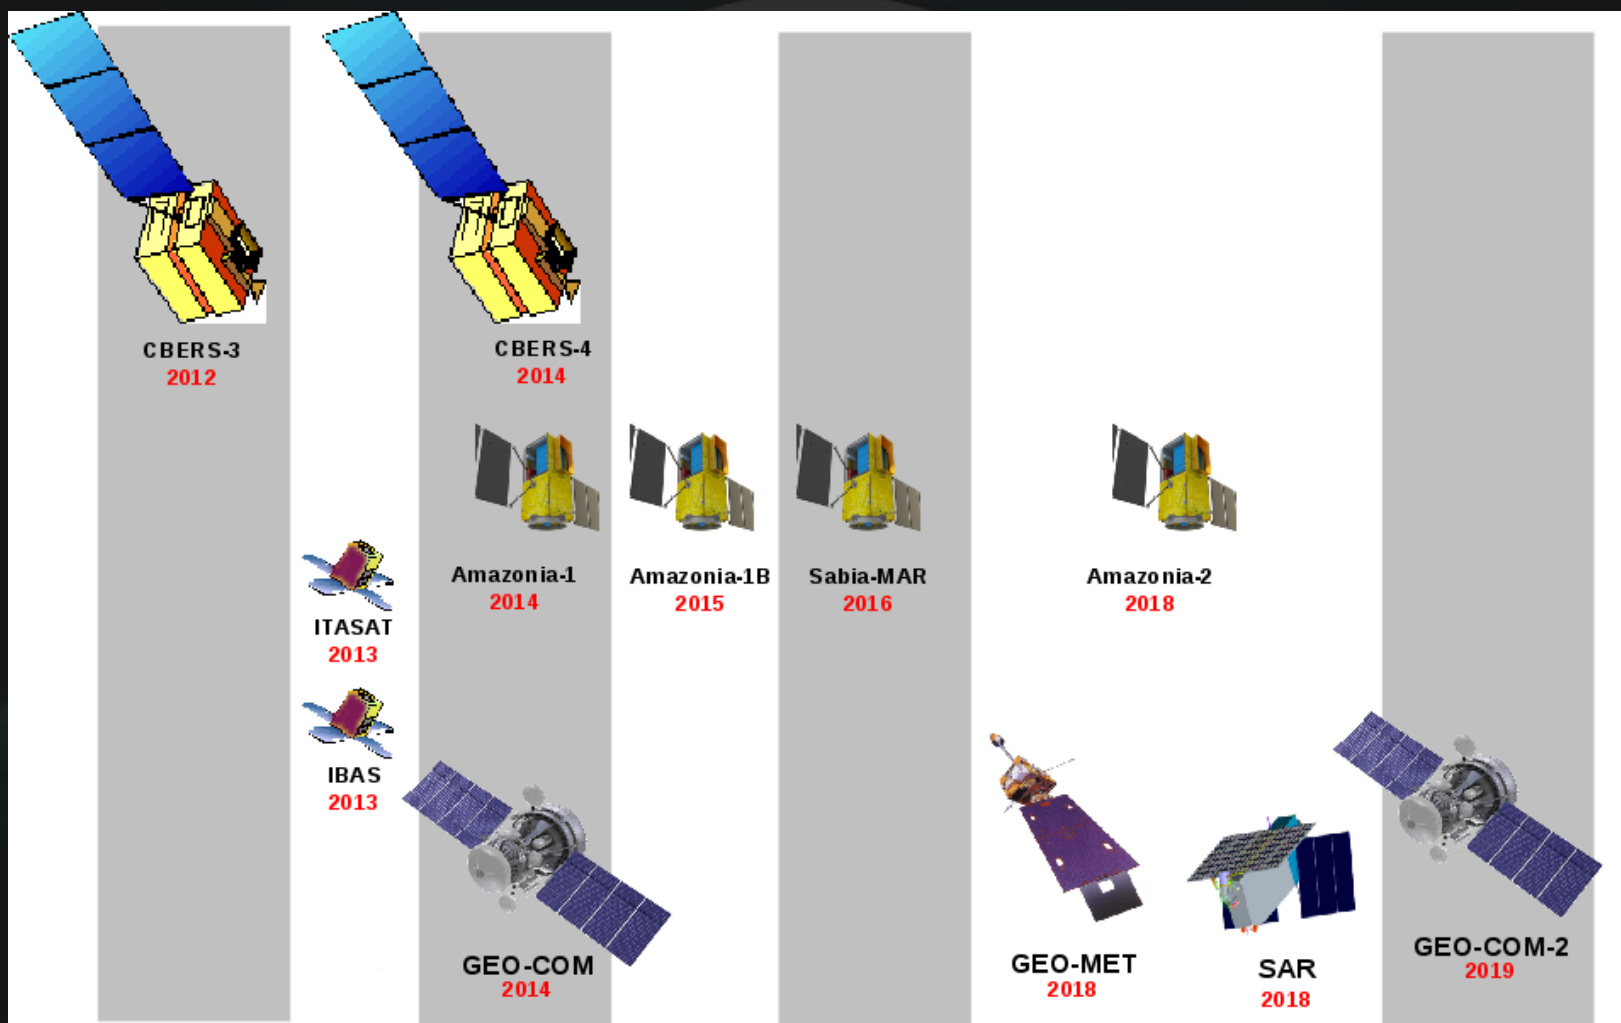 CBERS-3
2012
CBERS-4
2014
Amazonia-1
2014
Amazonia-1B
2015
Sabia-MAR
2016
Amazonia-2
2018
ITASAT
2013
IBAS
2013
GEO-COM
2014
GEO-MET
2018
SAR
2018
GEO-COM-2
2019